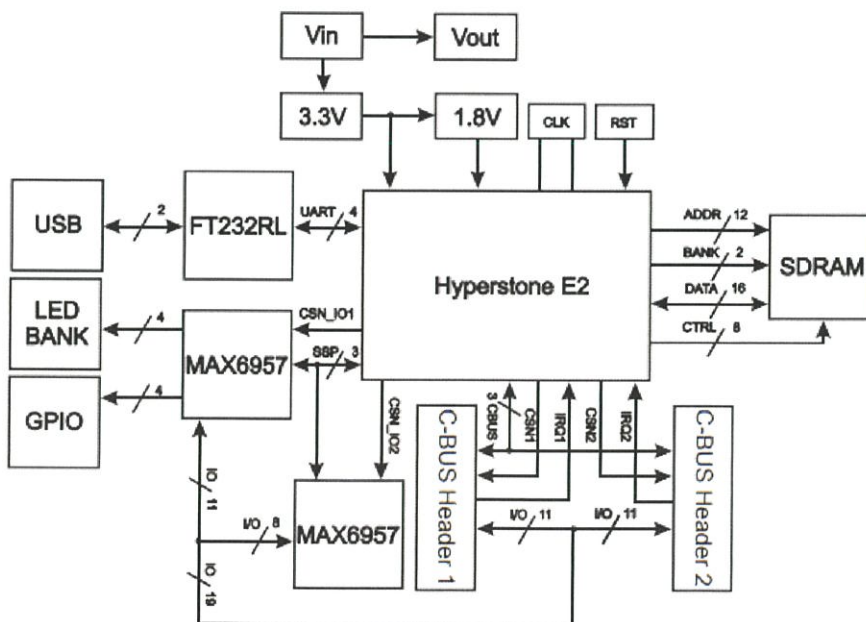 Vin
Vout
3.3V
1.8V
CLK
RST
USB
2
FT232RL
UART
4
Hyperstone E2
ADDR
12
BANK
2
DATA
16
CTRL
8
SDRAM
LED
BANK
4
MAX6957
CSN_IO1
SSP
3
GPIO
4
CSN_IO2
3
CBUS
CSN1
IRQ1
CSN2
IRQ2
C-BUS Header 1
C-BUS Header 2
IO
11
I/O
8
MAX6957
I/O
11
I/O
11
IO
19